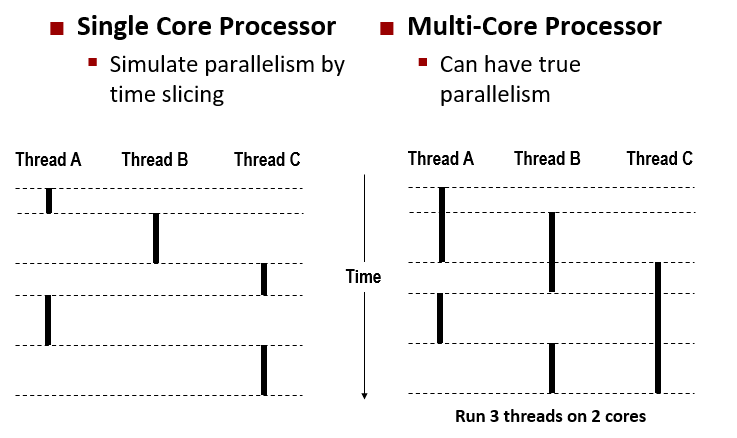 Single Core Processor
Simulate parallelism by
time slicing
Multi-Core Processor
Can have true
parallelism
Thread A Thread B Thread C
Time
Thread A Thread B Thread C
Run 3 threads on 2 cores